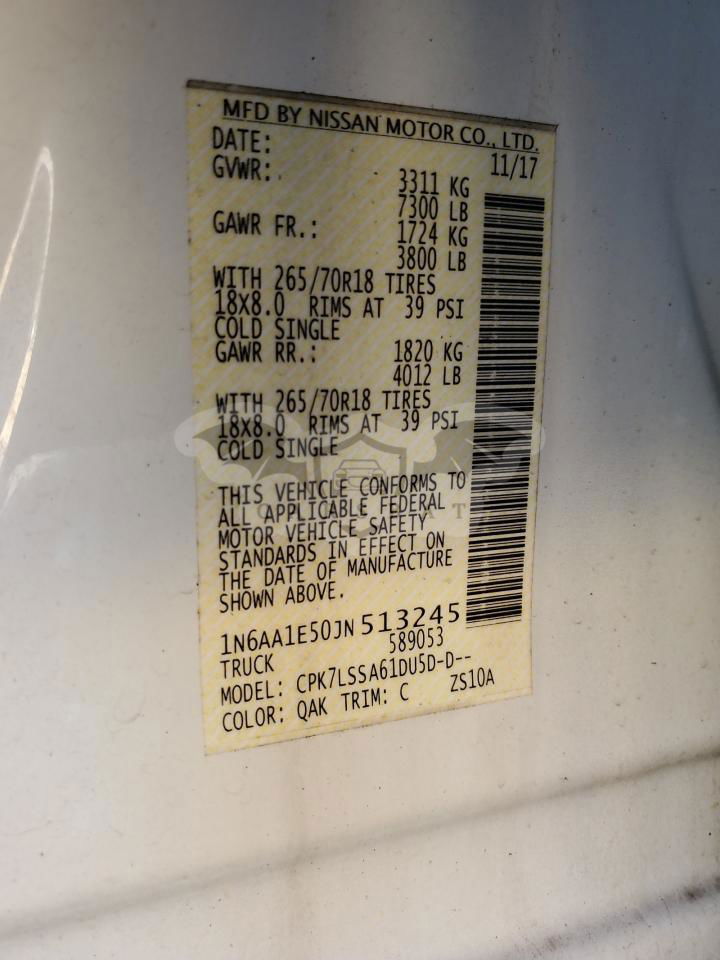 MFD BY NISSAN MOTOR CO., LTD.
DATE: 11/17
GVWR: 3311 KG
7300 LB
GAWR FR.: 1724 KG
3800 LB
WITH 265/70R18 TIRES
18X8.0 RIMS AT 39 PSI
COLD SINGLE
GAWR RR.: 1820 KG
4012 LB
WITH 265/70R18 TIRES
18X8.0 RIMS AT 39 PSI
COLD SINGLE
THIS VEHICLE CONFORMS TO
ALL APPLICABLE FEDERAL
MOTOR VEHICLE SAFETY
STANDARDS IN EFFECT ON
THE DATE OF MANUFACTURE
SHOWN ABOVE.
1N6AA1E50JN513245
TRUCK 589053
MODEL: CPK7LSSA61DU5D-D--
COLOR: QAK TRIM: C ZS10A